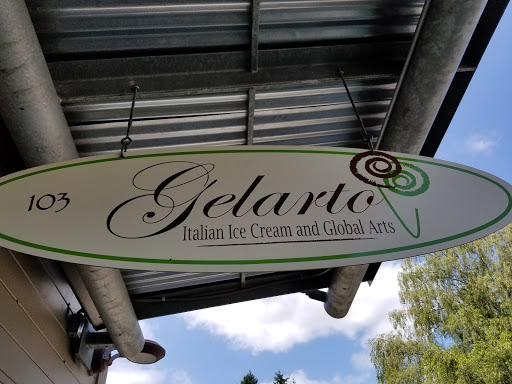 103
Gelarto
Italian Ice Cream and Global Arts